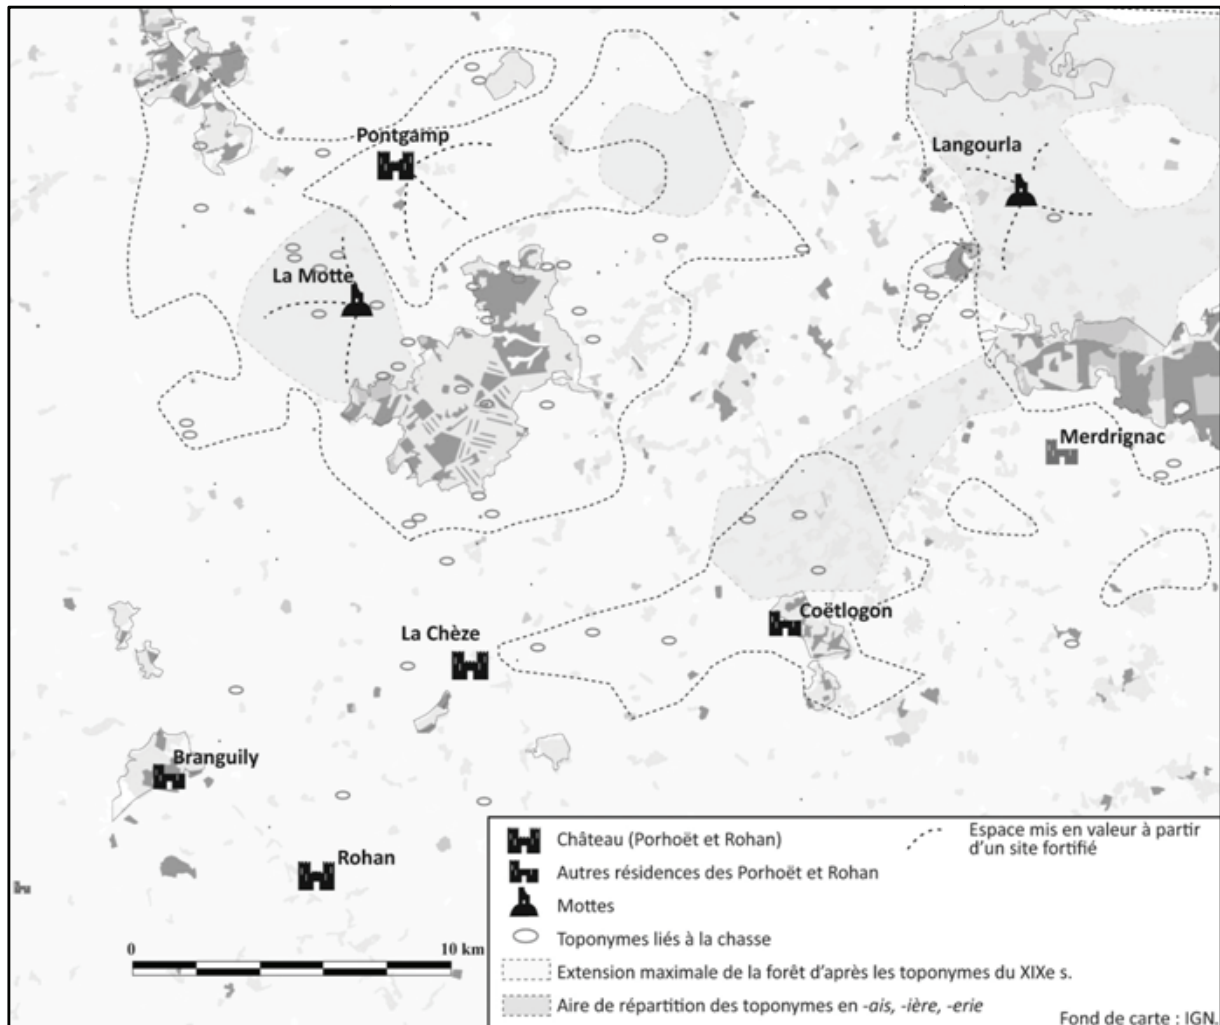 Pontgamp
Langourla
La Motte
Merdrignac
Coëtlogon
La Chèze
Branguily
Rohan
0 10 km
Château (Porhoët et Rohan)
Autres résidences des Porhoët et Rohan
Mottes
Toponymes liés à la chasse
Extension maximale de la forêt d'après les toponymes du XIXe s.
Aire de répartition des toponymes en -ais, -ière, -erie
Espace mis en valeur à partir
d'un site fortifié
Fond de carte : IGN.